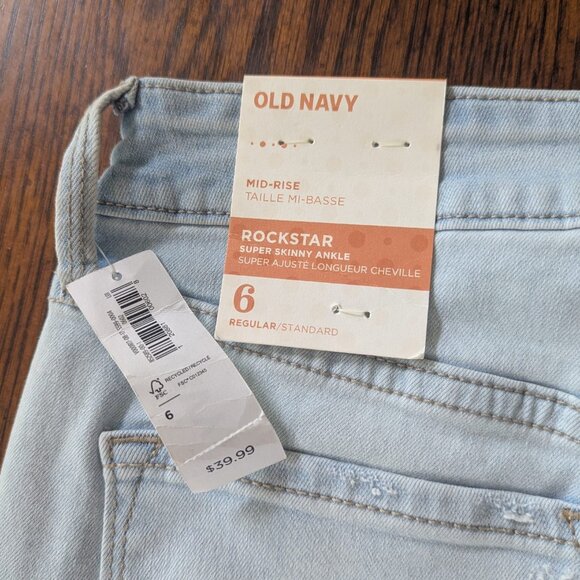 OLD NAVY
MID-RISE
TAILLE MI-BASSE
ROCKSTAR
SUPER SKINNY ANKLE
SUPER AJUSTÉ LONGUEUR CHEVILLE
6
REGULAR/STANDARD
RECYCLED/RECYCLE
FSC
6
$39.99